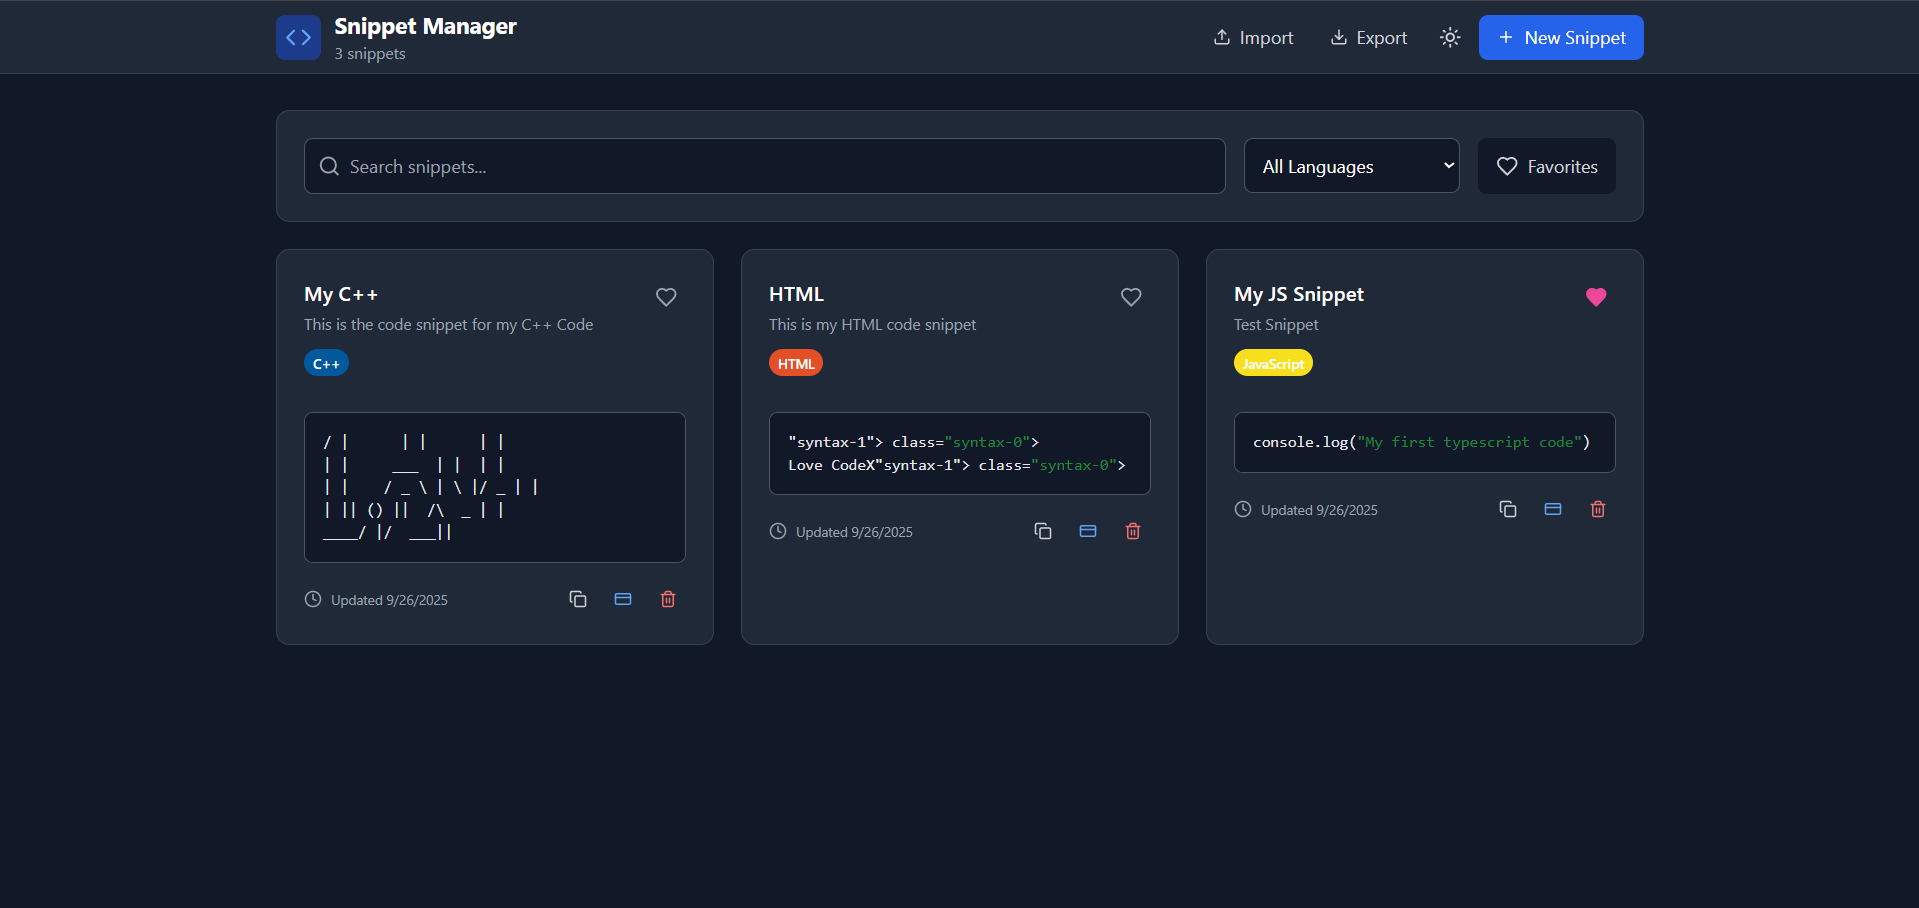 Snippet Manager
3 snippets
Import
Export
New Snippet
Search snippets...
All Languages
Favorites
My C++
This is the code snippet for my C++ Code
C++
/ |      | |      | |
| |     ___  | |  | |
| |    / _ \ | \ |/ _ | |
| || () ||  /\  _ | |
____/ |/  ___||
Updated 9/26/2025
HTML
This is my HTML code snippet
HTML
"syntax-1"> class="syntax-0">
Love CodeX"syntax-1"> class="syntax-0">
Updated 9/26/2025
My JS Snippet
Test Snippet
JavaScript
console.log("My first typescript code")
Updated 9/26/2025